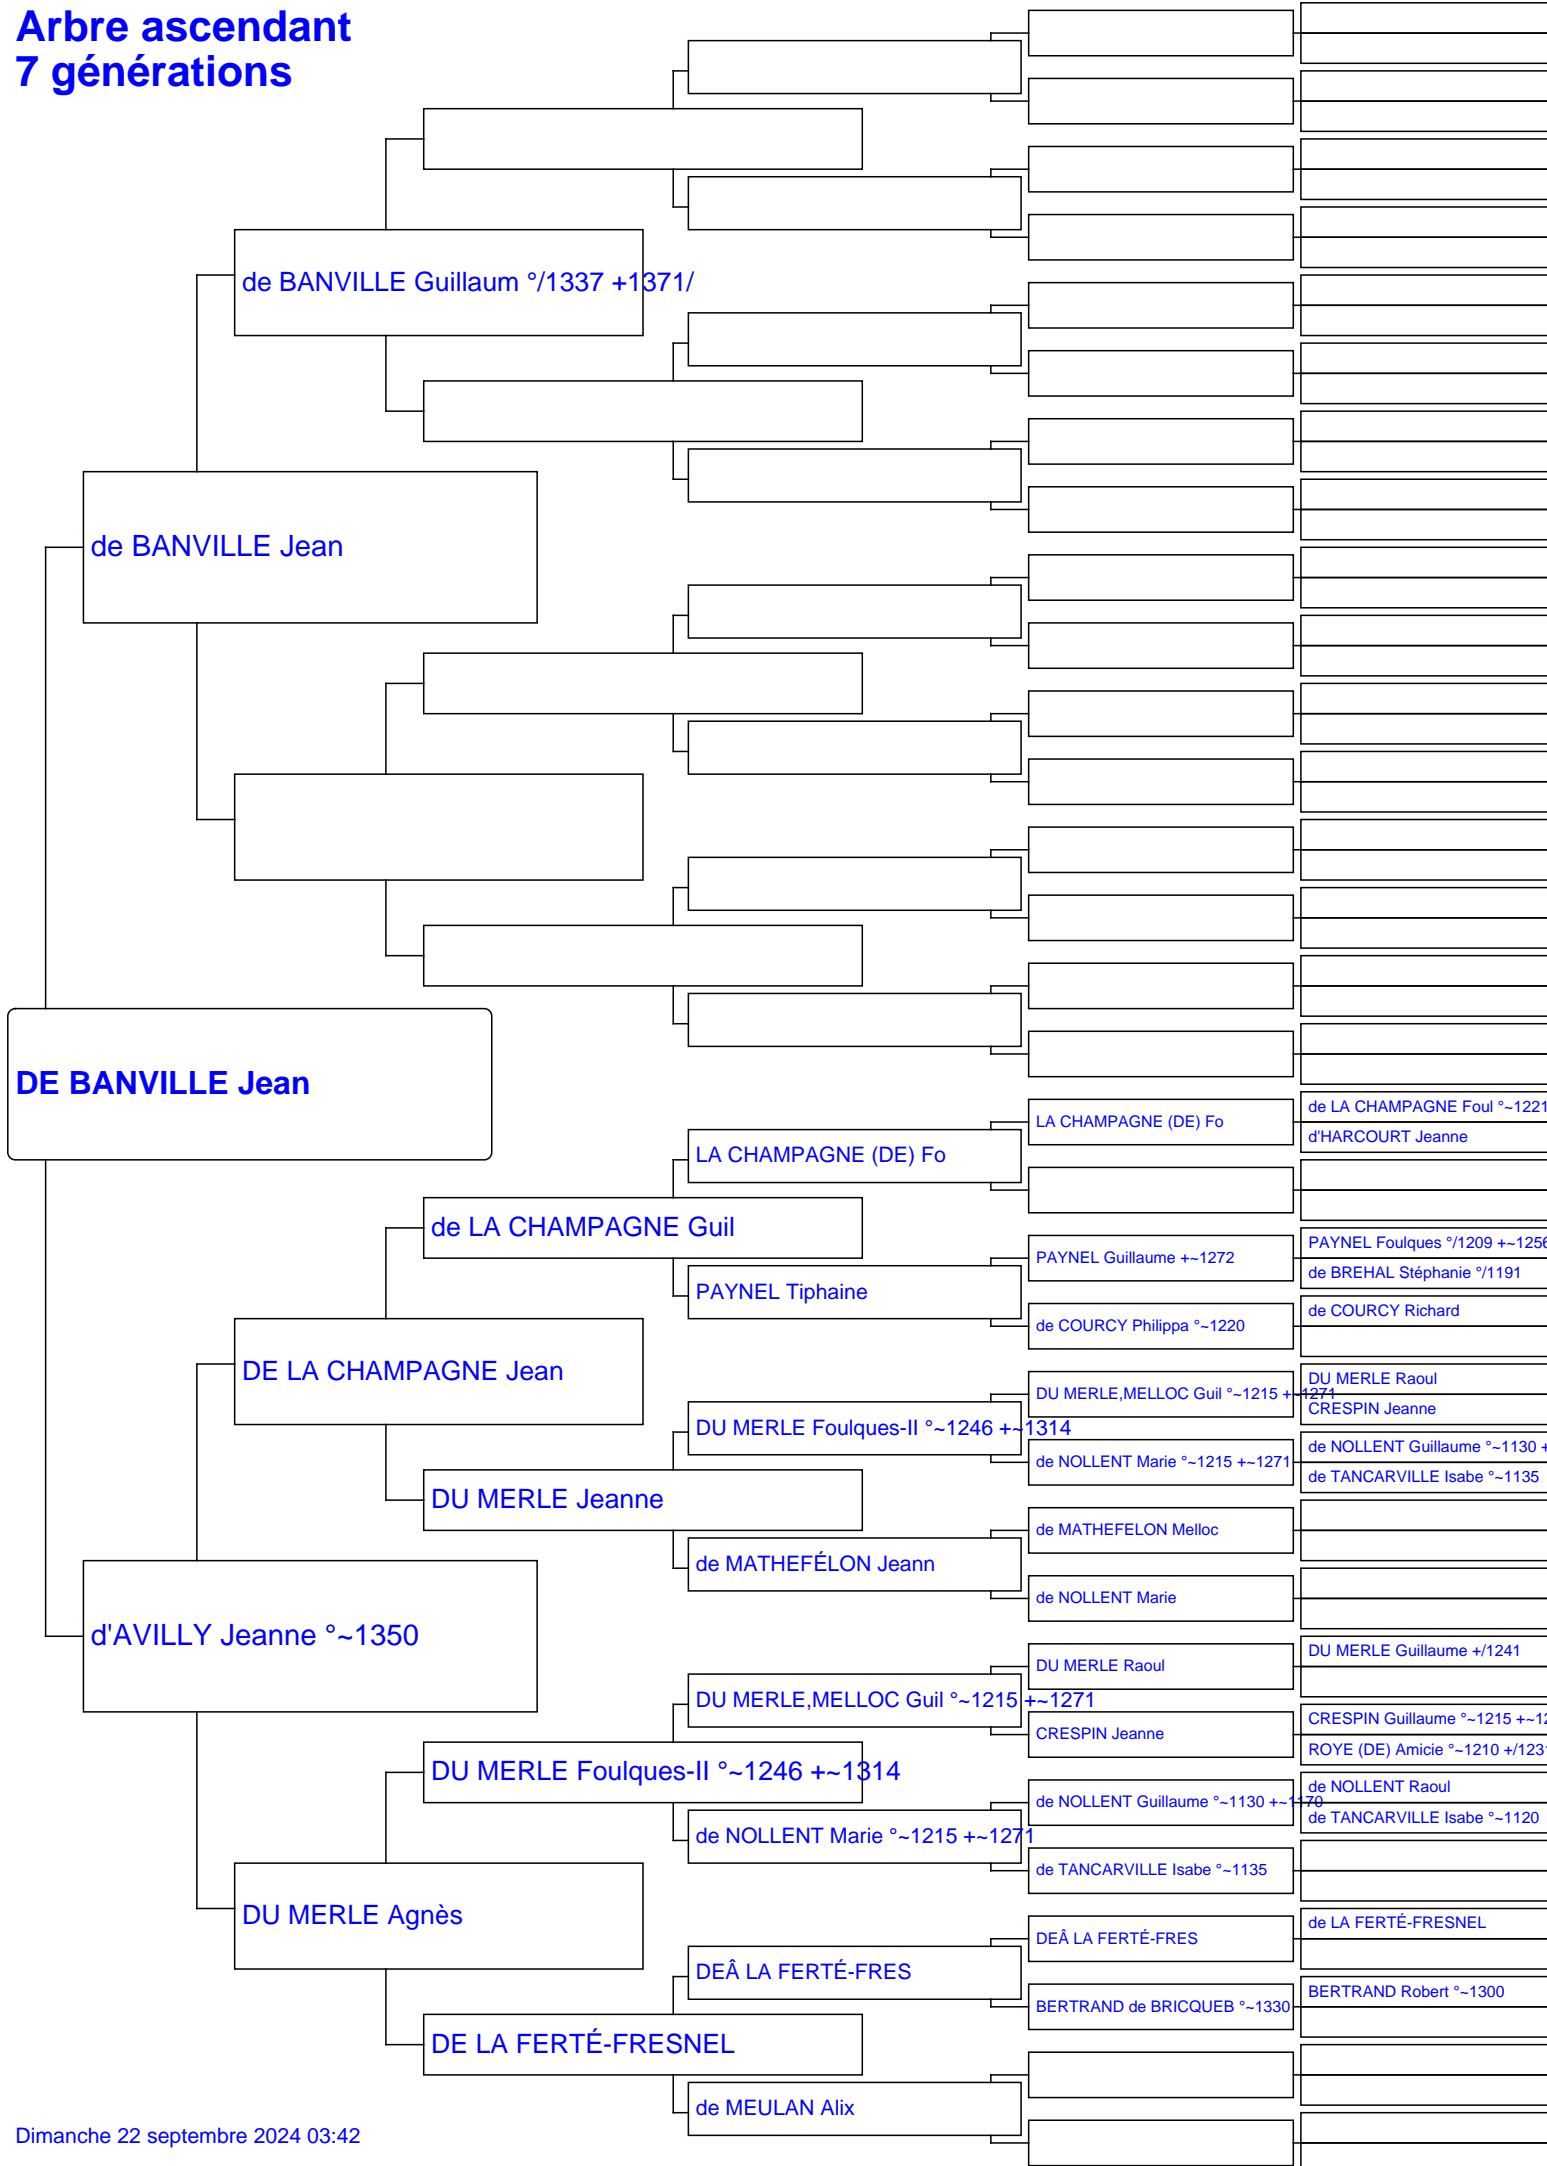 Arbre ascendant
7 générations
de BANVILLE Guillaum °/1337 +1371/
de BANVILLE Jean
DE BANVILLE Jean
LA CHAMPAGNE (DE) Fo
de LA CHAMPAGNE Foul °~1221
d'HARCOURT Jeanne
LA CHAMPAGNE (DE) Fo
de LA CHAMPAGNE Guil
PAYNEL Guillaume +~1272
PAYNEL Foulques °/1209 +~1256
de BREHAL Stéphanie °/1191
PAYNEL Tiphaine
de COURCY Philippa °~1220
de COURCY Richard
DE LA CHAMPAGNE Jean
DU MERLE,MELLOC Guil °~1215 +~1271
DU MERLE Raoul
CRESPIN Jeanne
DU MERLE Foulques-II °~1246 +~1314
de NOLLENT Marie °~1215 +~1271
de NOLLENT Guillaume °~1130 +
de TANCARVILLE Isabe °~1135
DU MERLE Jeanne
de MATHEFELON Melloc
de MATHEFÉLON Jeann
de NOLLENT Marie
d'AVILLY Jeanne °~1350
DU MERLE Raoul
DU MERLE Guillaume +/1241
DU MERLE,MELLOC Guil °~1215 +~1271
CRESPIN Jeanne
CRESPIN Guillaume °~1215 +~12
ROYE (DE) Amicie °~1210 +/1231
DU MERLE Foulques-II °~1246 +~1314
de NOLLENT Guillaume °~1130 +~1170
de NOLLENT Raoul
de TANCARVILLE Isabe °~1120
de NOLLENT Marie °~1215 +~1271
de TANCARVILLE Isabe °~1135
DU MERLE Agnès
DEÂ LA FERTÉ-FRES
de LA FERTÉ-FRESNEL
DEÂ LA FERTÉ-FRES
BERTRAND de BRICQUEB °~1330
BERTRAND Robert °~1300
DE LA FERTÉ-FRESNEL
de MEULAN Alix
Dimanche 22 septembre 2024 03:42